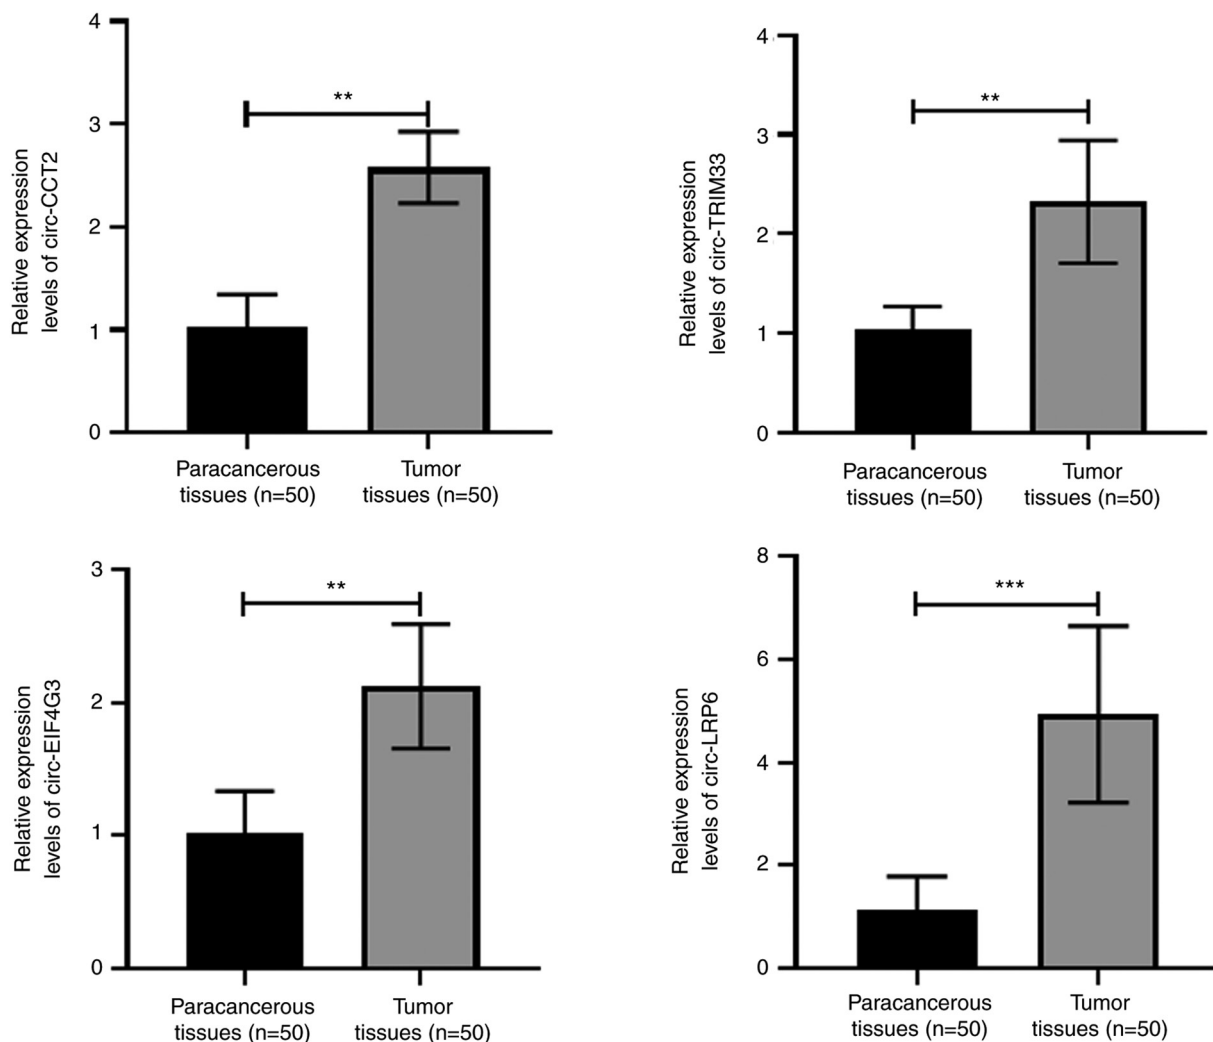 Relative expression
levels of circ-CCT2
4
3
2
1
0
**
Paracancerous
tissues (n=50)
Tumor
tissues (n=50)
Relative expression
levels of circ-TRIM33
4
3
2
1
0
**
Paracancerous
tissues (n=50)
Tumor
tissues (n=50)
Relative expression
levels of circ-EIF4G3
3
2
1
0
**
Paracancerous
tissues (n=50)
Tumor
tissues (n=50)
Relative expression
levels of circ-LRP6
8
6
4
2
0
***
Paracancerous
tissues (n=50)
Tumor
tissues (n=50)